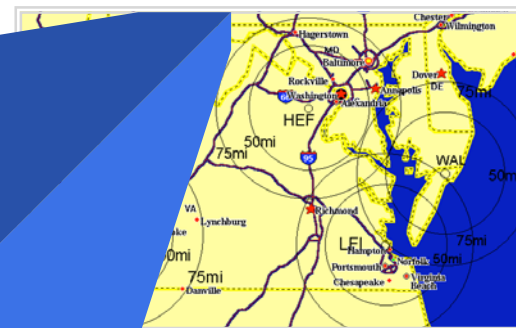 Chester
Wilmington
Hagerstown
MD
Baltimore
Rockville
Dover
DE
Washington
Annapolis
Alexandria
75mi
HEF
50mi
75mi
95
WAL
50mi
VA
Lynchburg
Richmond
LFI
Hampton
75mi
50mi
Norfolk
Portsmouth
Virginia
Beach
75mi
Chesapeake
Danville